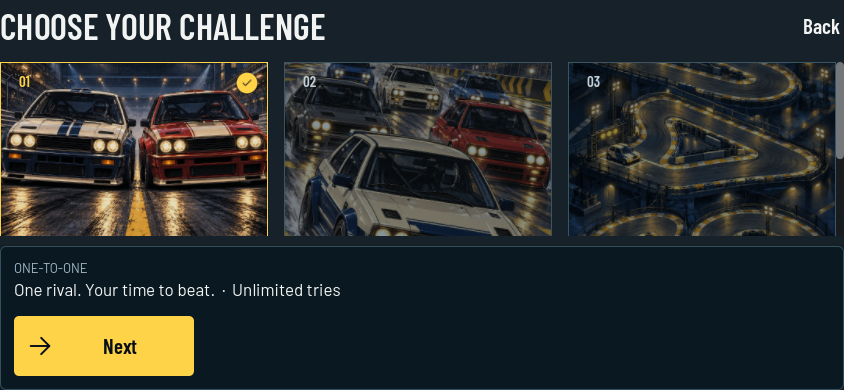 CHOOSE YOUR CHALLENGE
Back
01
02
03
ONE-TO-ONE
One rival. Your time to beat. · Unlimited tries
Next